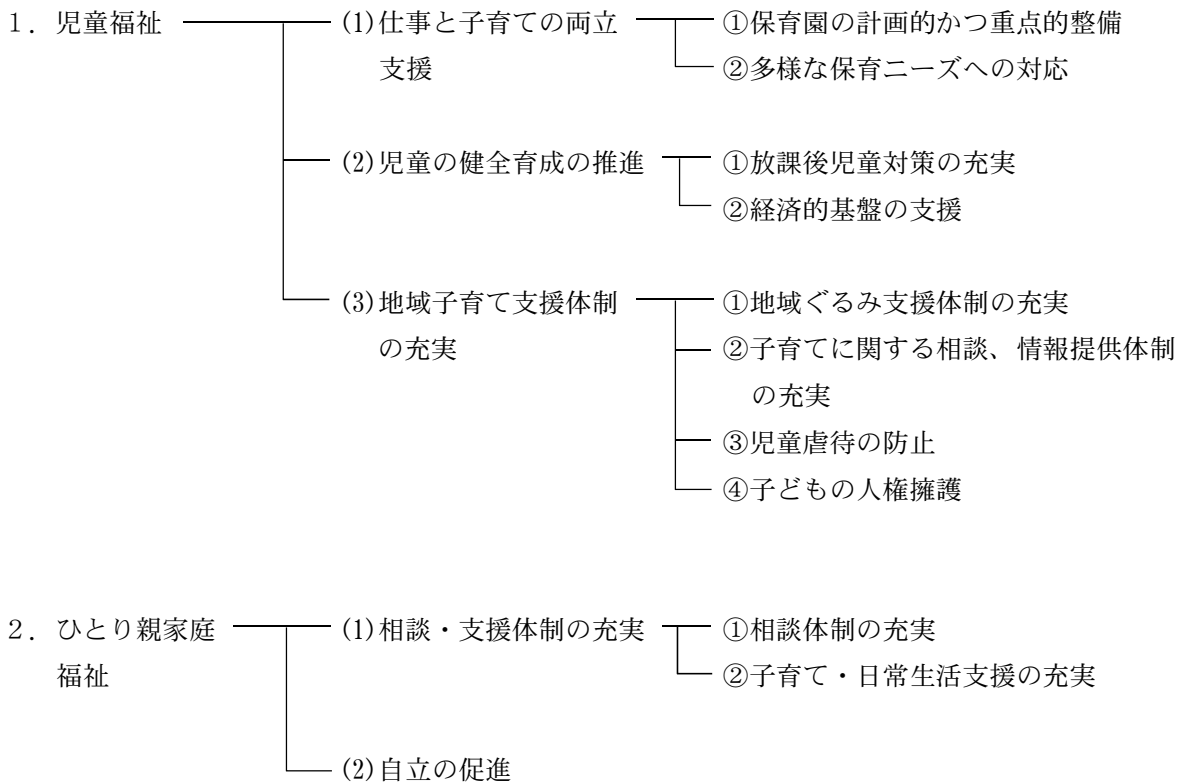 １．児童福祉
(1)仕事と子育ての両立
支援
①保育園の計画的かつ重点的整備
②多様な保育ニーズへの対応
(2)児童の健全育成の推進
①放課後児童対策の充実
②経済的基盤の支援
(3)地域子育て支援体制
の充実
①地域ぐるみ支援体制の充実
②子育てに関する相談、情報提供体制
の充実
③児童虐待の防止
④子どもの人権擁護
２．ひとり親家庭
福祉
(1)相談・支援体制の充実
①相談体制の充実
②子育て・日常生活支援の充実
(2)自立の促進